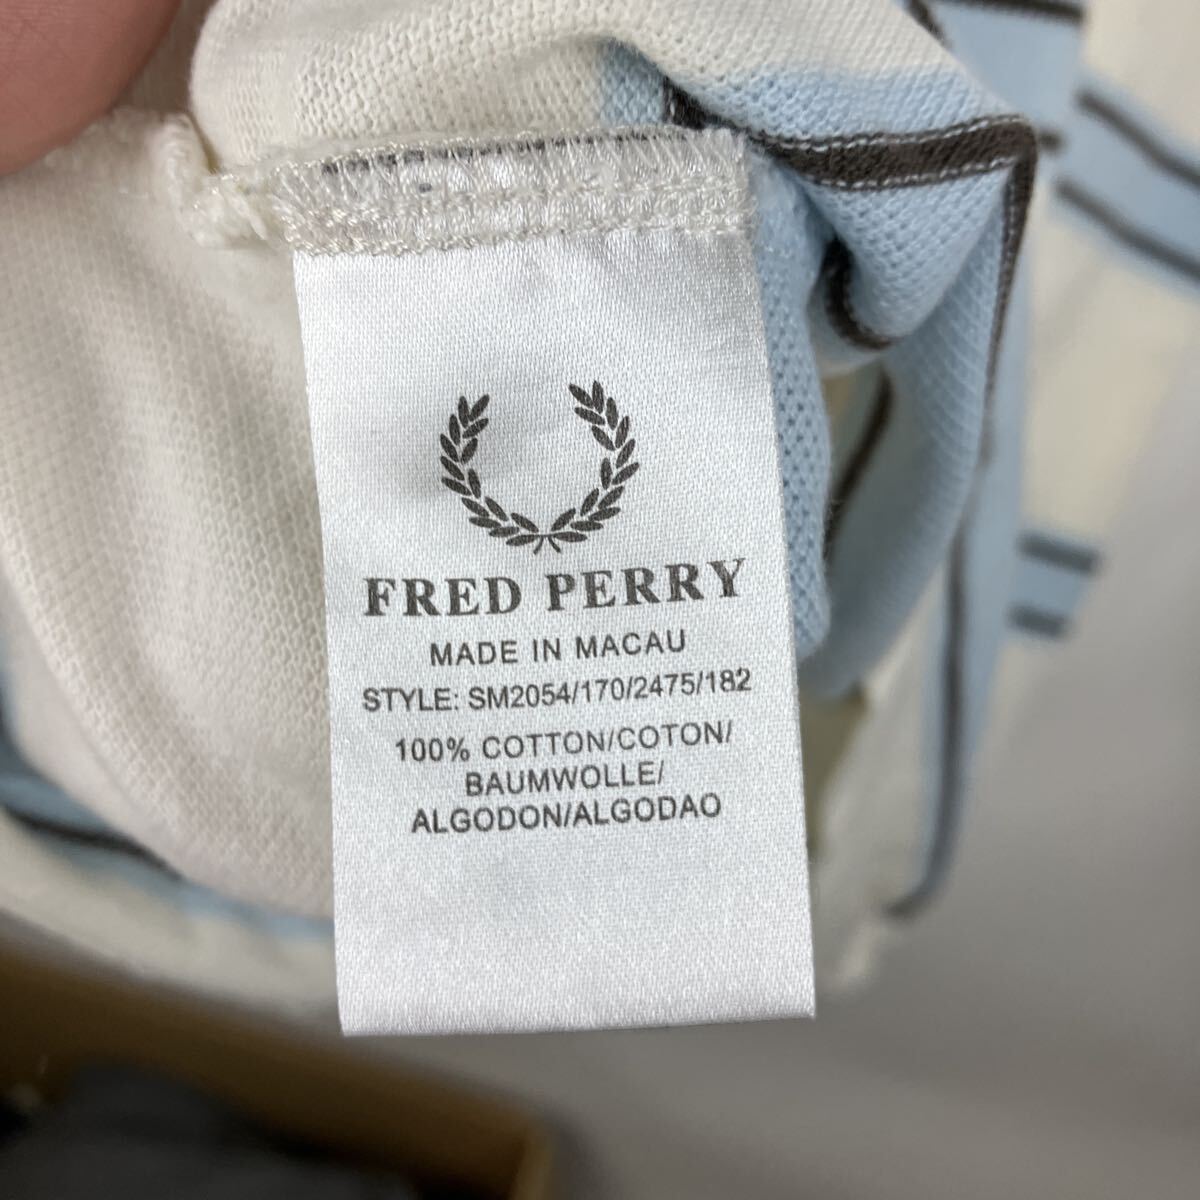 FRED PERRY
MADE IN MACAU
STYLE: SM2054/170/2475/182
100% COTTON/COTON/
BAUMWOLLE/
ALGODON/ALGODAO